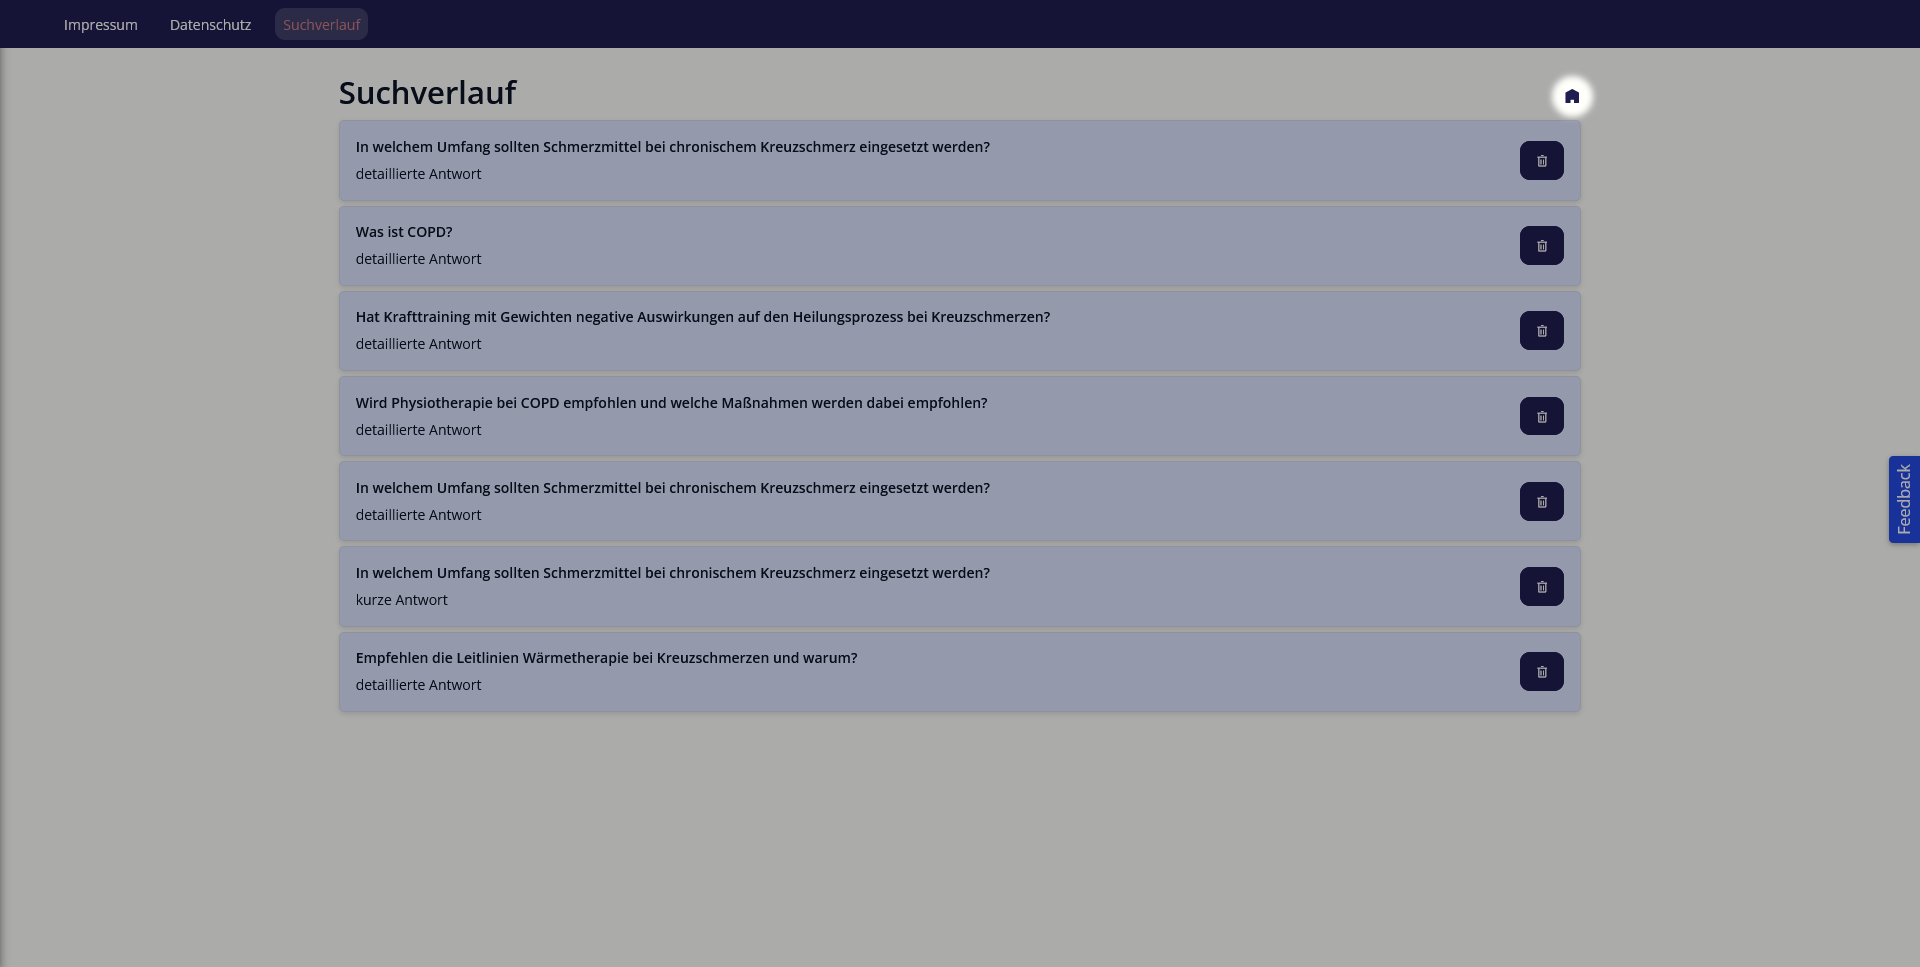 Impressum
Datenschutz
Suchverlauf
Suchverlauf
In welchem Umfang sollten Schmerzmittel bei chronischem Kreuzschmerz eingesetzt werden?
detaillierte Antwort
Was ist COPD?
detaillierte Antwort
Hat Krafttraining mit Gewichten negative Auswirkungen auf den Heilungsprozess bei Kreuzschmerzen?
detaillierte Antwort
Wird Physiotherapie bei COPD empfohlen und welche Maßnahmen werden dabei empfohlen?
detaillierte Antwort
In welchem Umfang sollten Schmerzmittel bei chronischem Kreuzschmerz eingesetzt werden?
detaillierte Antwort
In welchem Umfang sollten Schmerzmittel bei chronischem Kreuzschmerz eingesetzt werden?
kurze Antwort
Empfehlen die Leitlinien Wärmetherapie bei Kreuzschmerzen und warum?
detaillierte Antwort
Feedback